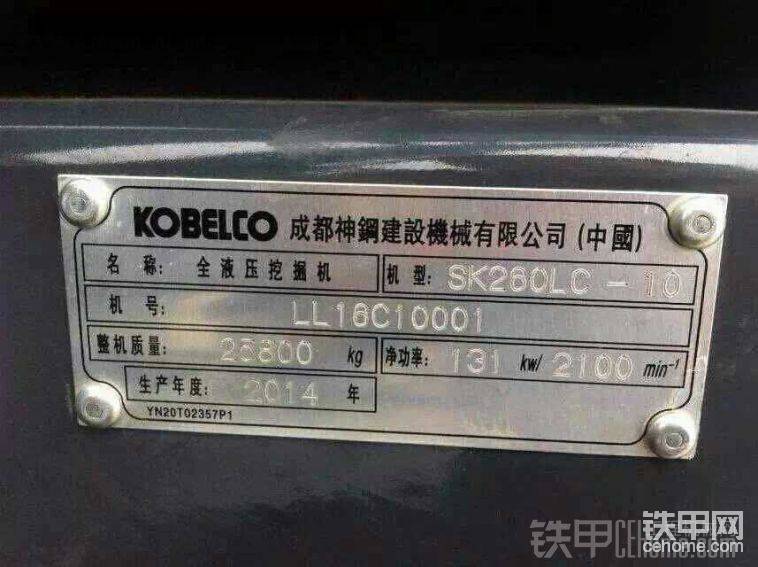 KOBELCO 成都神鋼建設機械有限公司(中國)
名 称: 全液压挖掘机 机 型: SK260LC-10
机 号: LL16C10001
整机质量: 25800 kg 净功率: 131 kw/ 2100 min⁻¹
生产年度: 2014 年
YN20T02357P1
铁甲网
cehome.com